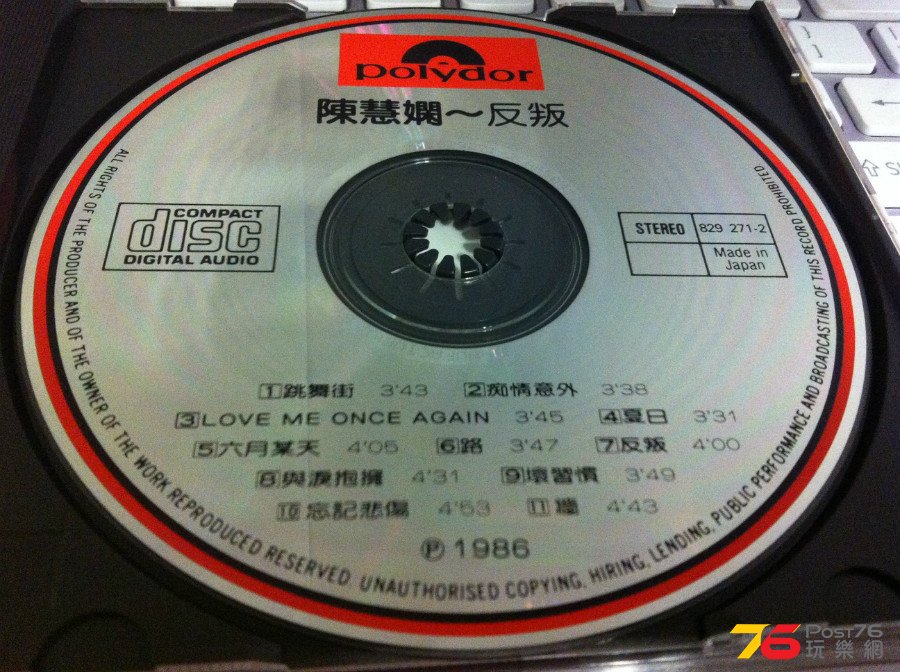 polydor
陳慧嫻～反叛
COMPACT
disc
DIGITAL AUDIO
STEREO 829 271-2
Made in
Japan
1 跳舞街 3'43 2 痴情意外 3'38
3 LOVE ME ONCE AGAIN 3'45 4 夏日 3'31
5 六月某天 4'05 6 路 3'47 7 反叛 4'00
8 與淚抱擁 4'31 9 壞習慣 3'49
10 忘記悲傷 4'53 11 牆 4'43
℗ 1986
ALL RIGHTS OF THE PRODUCER AND OF THE OWNER OF THE WORK REPRODUCED RESERVED. UNAUTHORISED COPYING, HIRING, LENDING, PUBLIC PERFORMANCE AND BROADCASTING OF THIS RECORD PROHIBITED
76 Post76
玩樂網